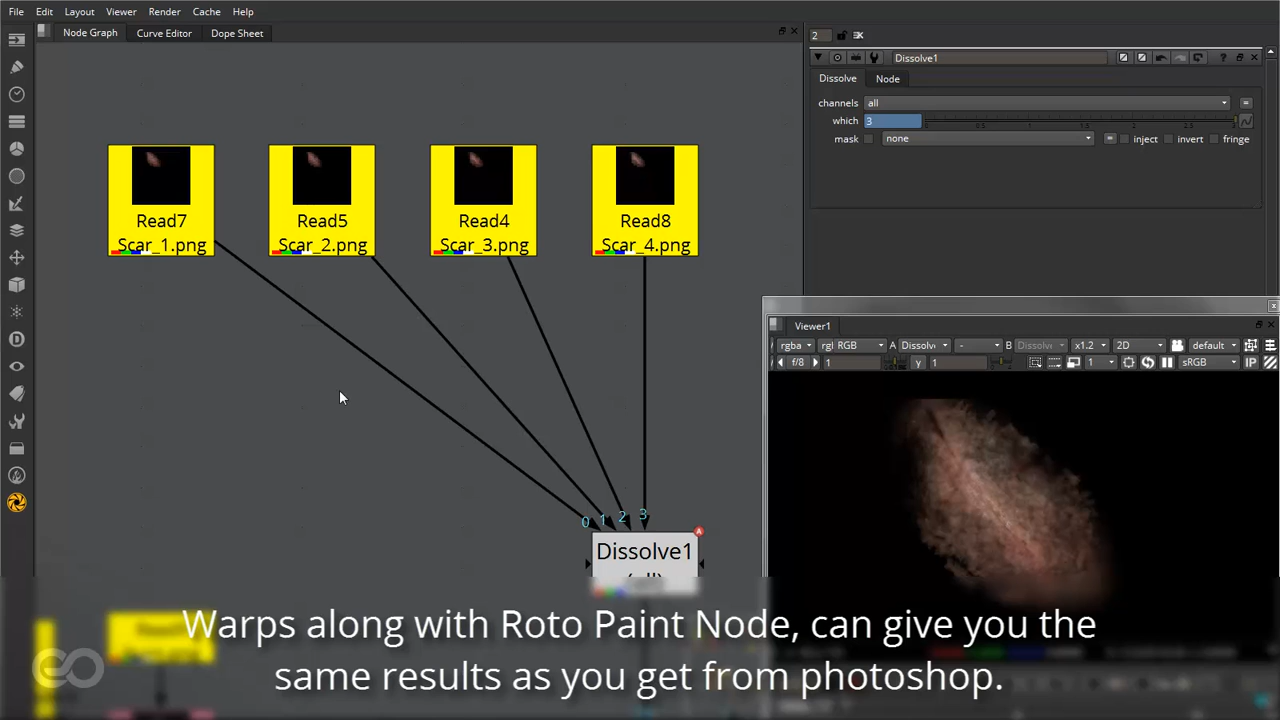 File Edit Layout Viewer Render Cache Help
Node Graph Curve Editor Dope Sheet
2
Dissolve1
Dissolve Node
channels all
which 3
mask none = inject invert fringe
Read7
Scar_1.png
Read5
Scar_2.png
Read4
Scar_3.png
Read8
Scar_4.png
Viewer1
rgba rgl RGB A Dissolv - B Dissolv x1.2 2D default
f/8 1 y 1 1 sRGB IP
0 1 2 3
Dissolve1
Warps along with Roto Paint Node, can give you the
same results as you get from photoshop.